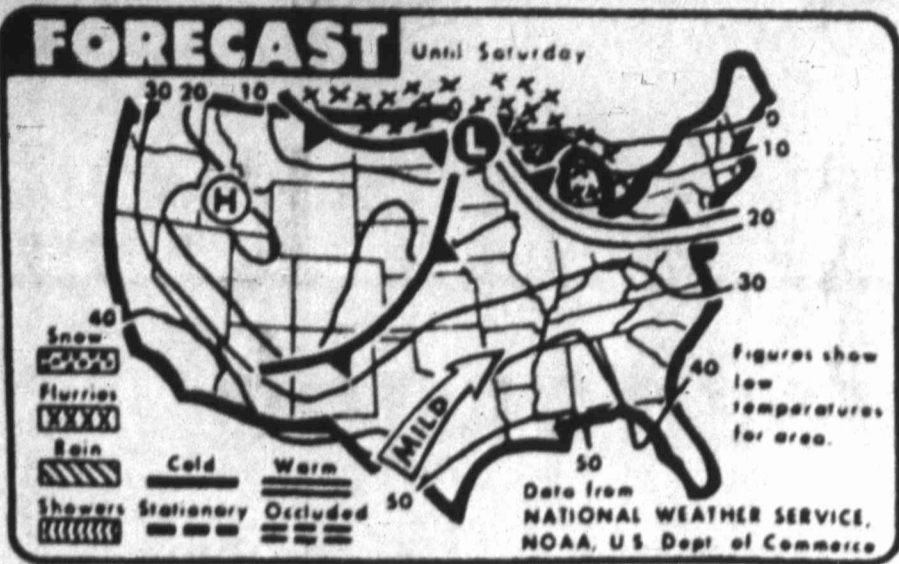 FORECAST Until Saturday
30 20 10 0
L
0
10
H
20
30
40
Snow
Flurries
Rain
Showers
Cold
Stationary
Warm
Occluded
MILD
50
50
40
Figures show
low
temperatures
for area.
Data from
NATIONAL WEATHER SERVICE,
NOAA, U.S. Dept. of Commerce